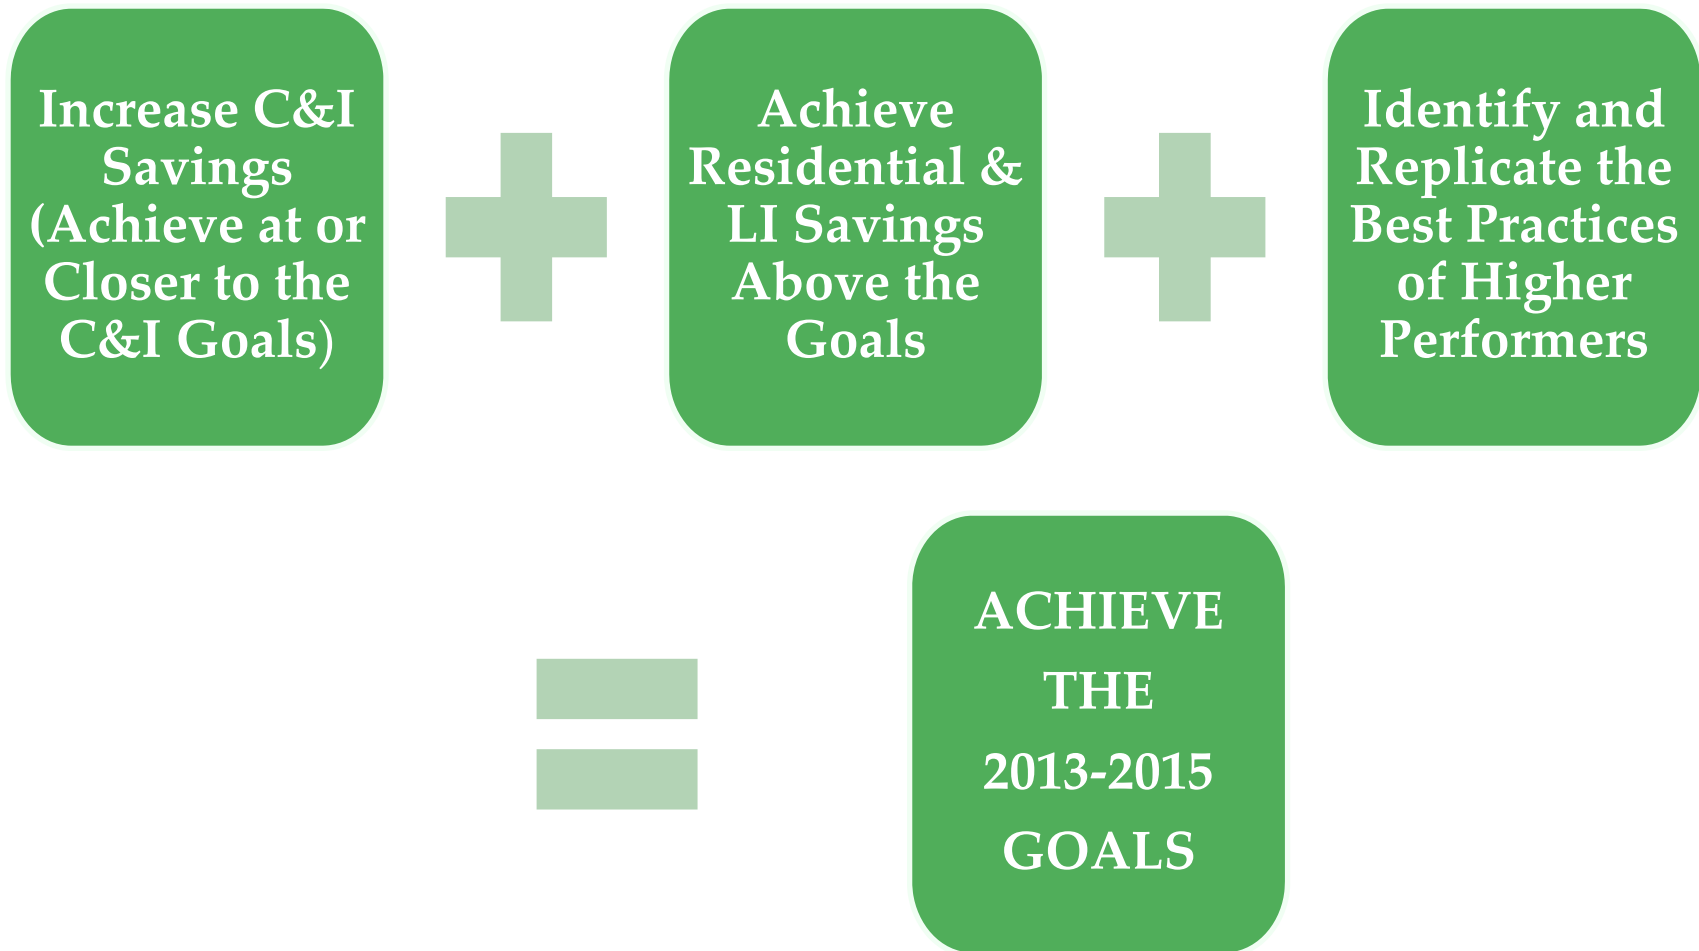 Increase C&I
Savings
(Achieve at or
Closer to the
C&I Goals)
Achieve
Residential &
LI Savings
Above the
Goals
Identify and
Replicate the
Best Practices
of Higher
Performers
ACHIEVE
THE
2013-2015
GOALS